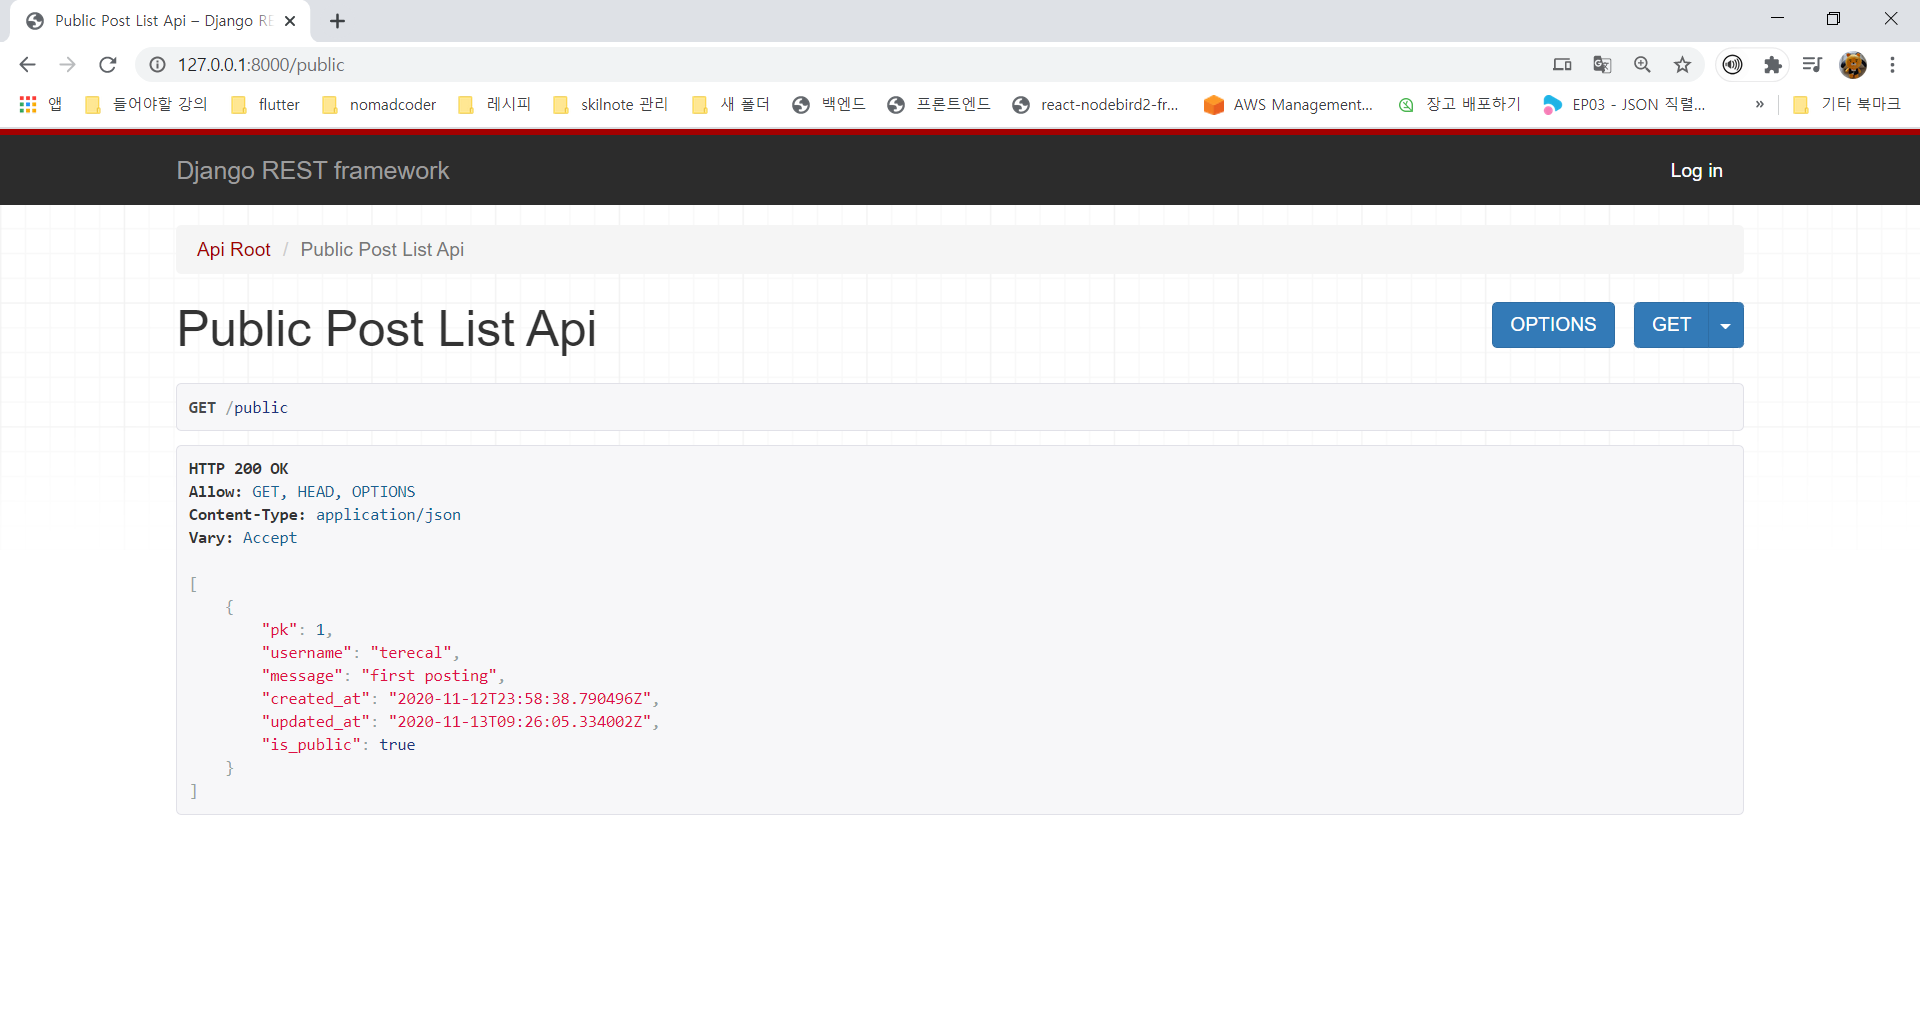 Public Post List Api – Django RE
127.0.0.1:8000/public
앱 들어야할 강의 flutter nomadcoder 레시피 skilnote 관리 새 폴더 백엔드 프론트엔드 react-nodebird2-fr... AWS Management... 장고 배포하기 EP03 - JSON 직렬... » 기타 북마크
Django REST framework Log in
Api Root / Public Post List Api
Public Post List Api OPTIONS GET
GET /public
HTTP 200 OK
Allow: GET, HEAD, OPTIONS
Content-Type: application/json
Vary: Accept
[
    {
        "pk": 1,
        "username": "terecal",
        "message": "first posting",
        "created_at": "2020-11-12T23:58:38.790496Z",
        "updated_at": "2020-11-13T09:26:05.334002Z",
        "is_public": true
    }
]